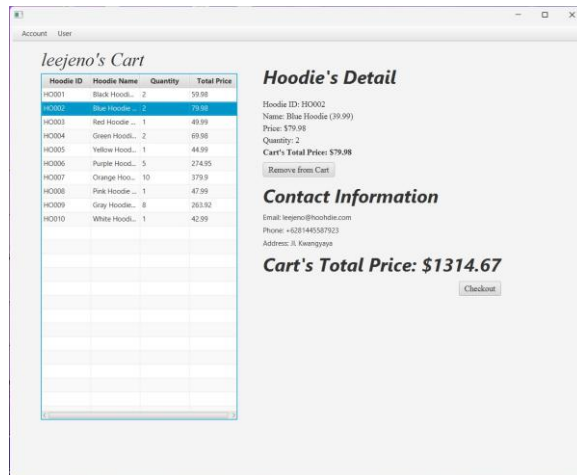 Account User
leejeno's Cart
Hoodie ID Hoodie Name Quantity Total Price
HO001 Black Hoodi... 2 59.98
HO002 Blue Hoodie ... 2 79.98
HO003 Red Hoodie ... 1 49.99
HO004 Green Hoodi... 2 69.98
HO005 Yellow Hood... 1 44.99
HO006 Purple Hood... 5 274.95
HO007 Orange Hoo... 10 379.9
HO008 Pink Hoodie ... 1 47.99
HO009 Gray Hoodie... 8 263.92
HO010 White Hoodi... 1 42.99
Hoodie's Detail
Hoodie ID: HO002
Name: Blue Hoodie (39.99)
Price: $79.98
Quantity: 2
Cart's Total Price: $79.98
Remove from Cart
Contact Information
Email: leejeno@hoohdie.com
Phone: +6281445587923
Address: Jl. Kwangyaya
Cart's Total Price: $1314.67
Checkout